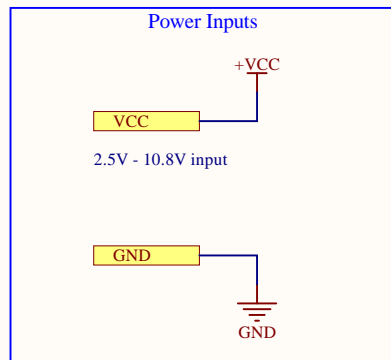 Power Inputs
+VCC
VCC
2.5V - 10.8V input
GND
GND